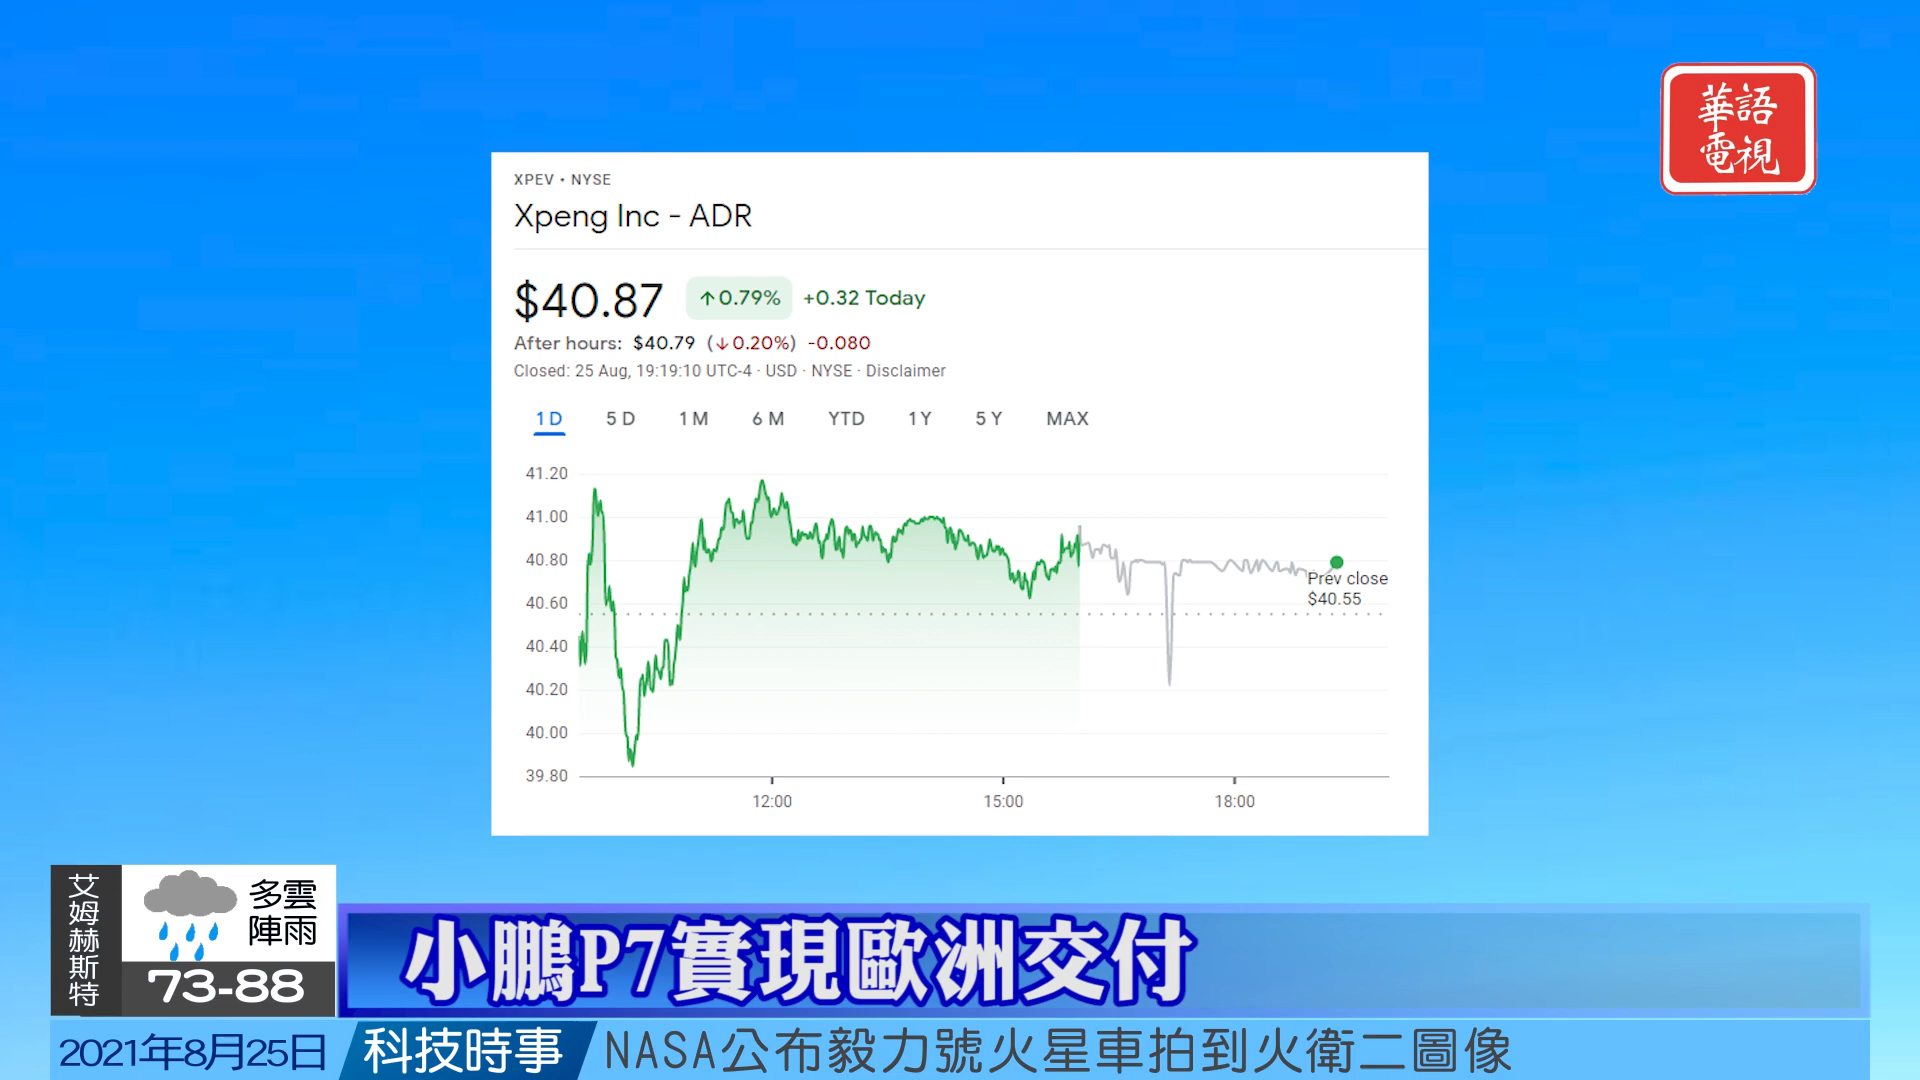 華語
電視
XPEV • NYSE
Xpeng Inc - ADR
$40.87 ↑0.79% +0.32 Today
After hours: $40.79 (↓0.20%) -0.080
Closed: 25 Aug, 19:19:10 UTC-4 · USD · NYSE · Disclaimer
1 D 5 D 1 M 6 M YTD 1 Y 5 Y MAX
41.20
41.00
40.80
40.60
40.40
40.20
40.00
39.80
Prev close
$40.55
12:00 15:00 18:00
艾姆赫斯特
多雲
陣雨
73-88
小鵬P7實現歐洲交付
2021年8月25日 科技時事 NASA公布毅力號火星車拍到火衛二圖像